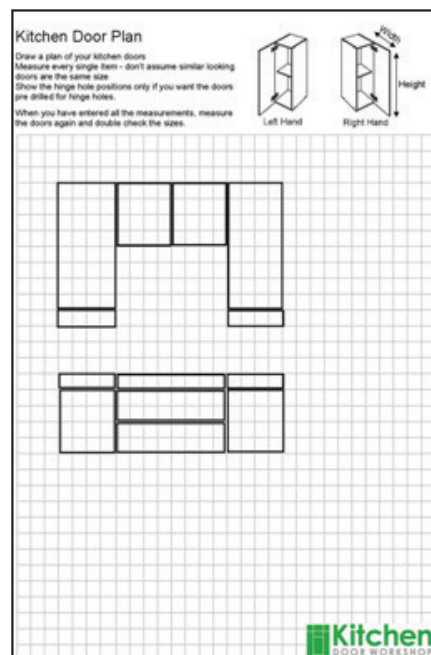 Kitchen Door Plan
Draw a plan of your kitchen doors
Measure every single item - don't assume similar looking
doors are the same size
Show the hinge hole positions only if you want the doors
pre drilled for hinge holes.
When you have entered all the measurements, measure
the doors again and double check the sizes.
Width
Height
Left Hand
Right Hand
Kitchen
DOOR WORKSHOP